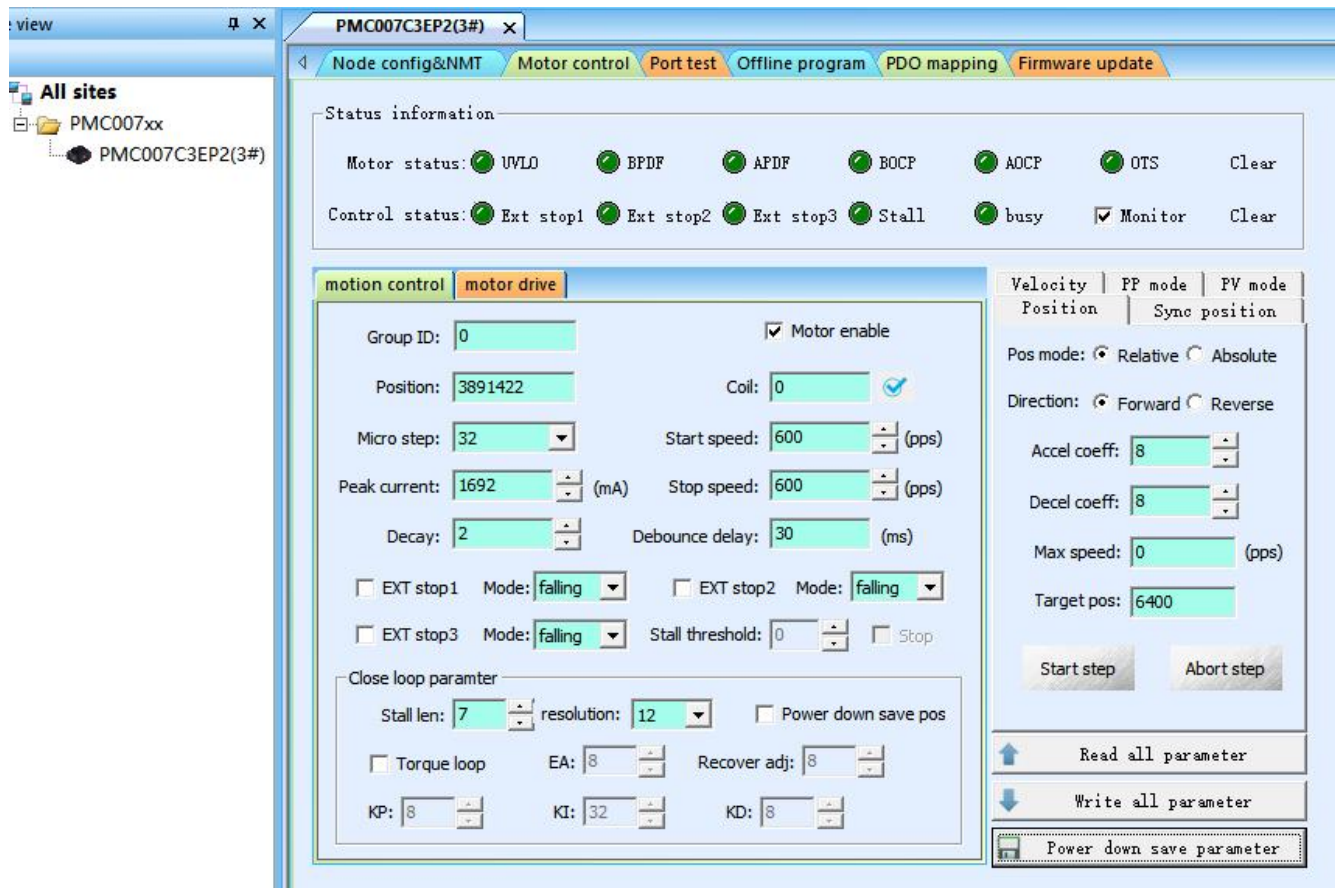 view
PMC007C3EP2(3#)
Node config&NMT Motor control Port test Offline program PDO mapping Firmware update
All sites
PMC007xx
PMC007C3EP2(3#)
Status information
Motor status: UVLO BPDF APDF BOCP AOCP OTS Clear
Control status: Ext stop1 Ext stop2 Ext stop3 Stall busy Monitor Clear
motion control motor drive
Group ID: 0 Motor enable
Position: 3891422 Coil: 0
Micro step: 32 Start speed: 600 (pps)
Peak current: 1692 (mA) Stop speed: 600 (pps)
Decay: 2 Debounce delay: 30 (ms)
EXT stop1 Mode: falling EXT stop2 Mode: falling
EXT stop3 Mode: falling Stall threshold: 0 Stop
Close loop paramter
Stall len: 7 resolution: 12 Power down save pos
Torque loop EA: 8 Recover adj: 8
KP: 8 KI: 32 KD: 8
Velocity PP mode PV mode
Position Sync position
Pos mode: Relative Absolute
Direction: Forward Reverse
Accel coeff: 8
Decel coeff: 8
Max speed: 0 (pps)
Target pos: 6400
Start step Abort step
Read all parameter
Write all parameter
Power down save parameter